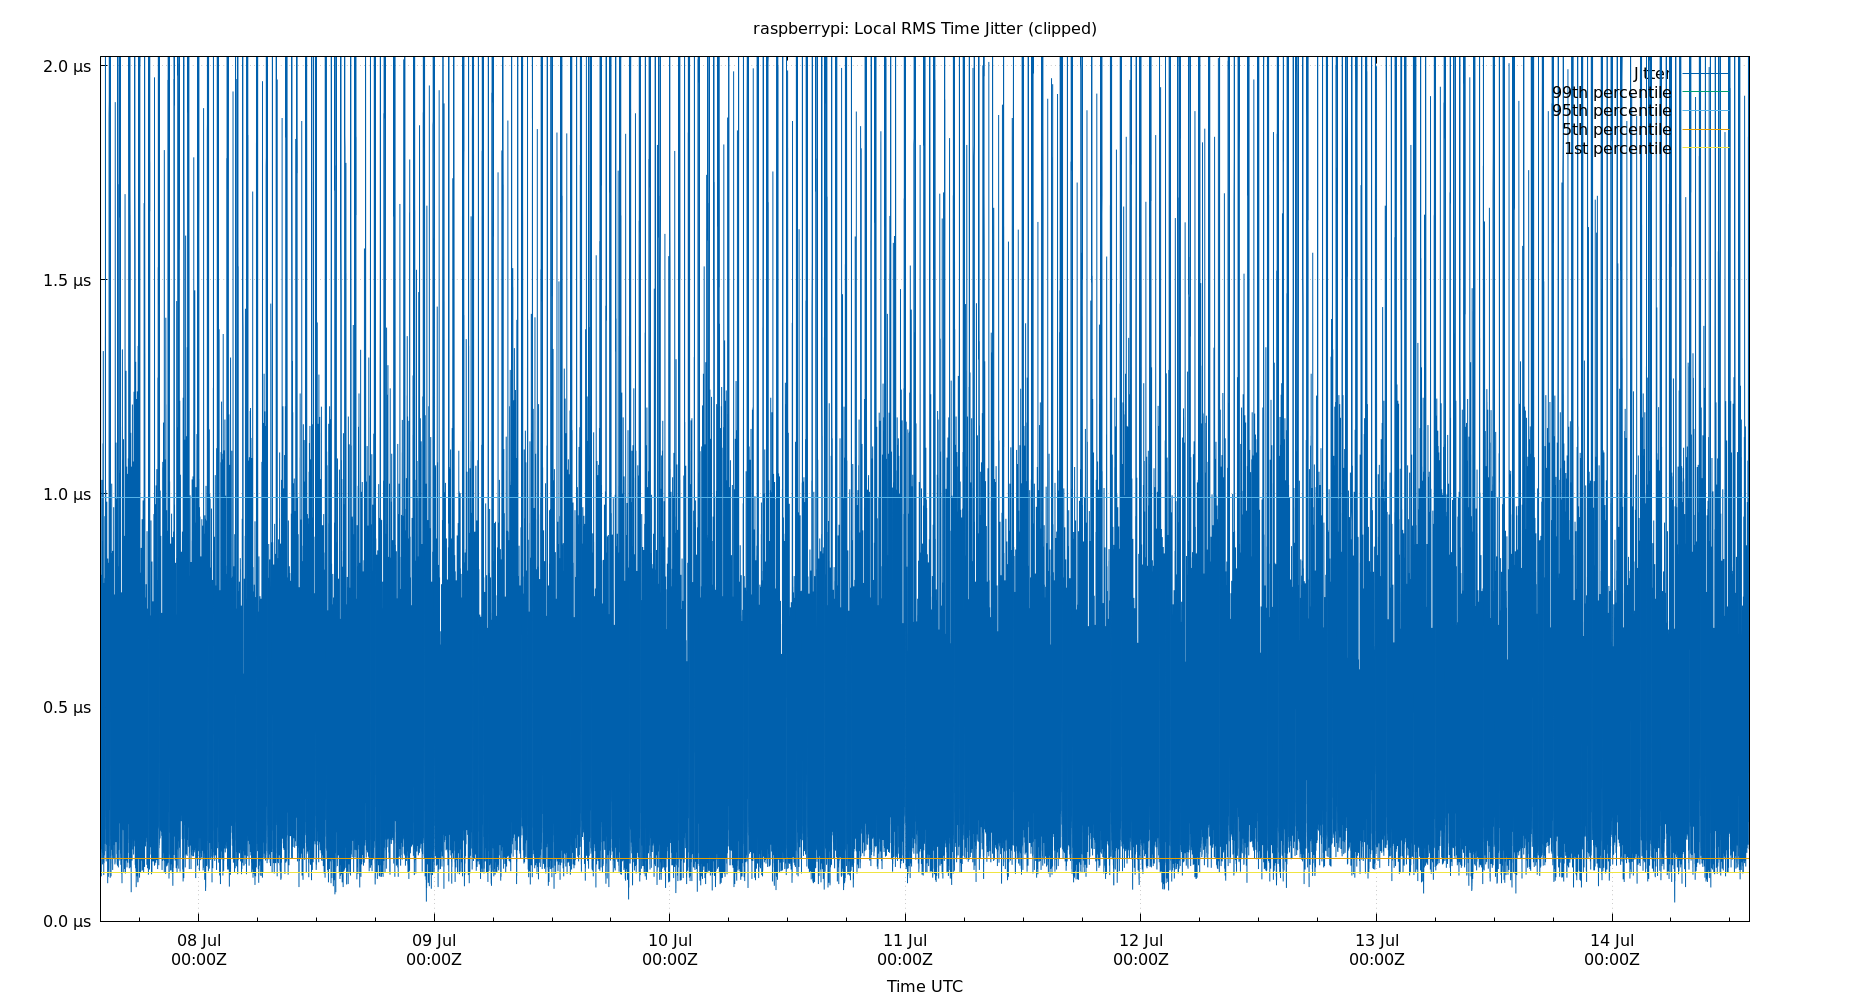 raspberrypi: Local RMS Time Jitter (clipped)
2.0 µs
1.5 µs
1.0 µs
0.5 µs
0.0 µs
Jitter
99th percentile
95th percentile
5th percentile
1st percentile
08 Jul 09 Jul 10 Jul 11 Jul 12 Jul 13 Jul 14 Jul
00:00Z 00:00Z 00:00Z 00:00Z 00:00Z 00:00Z 00:00Z
Time UTC